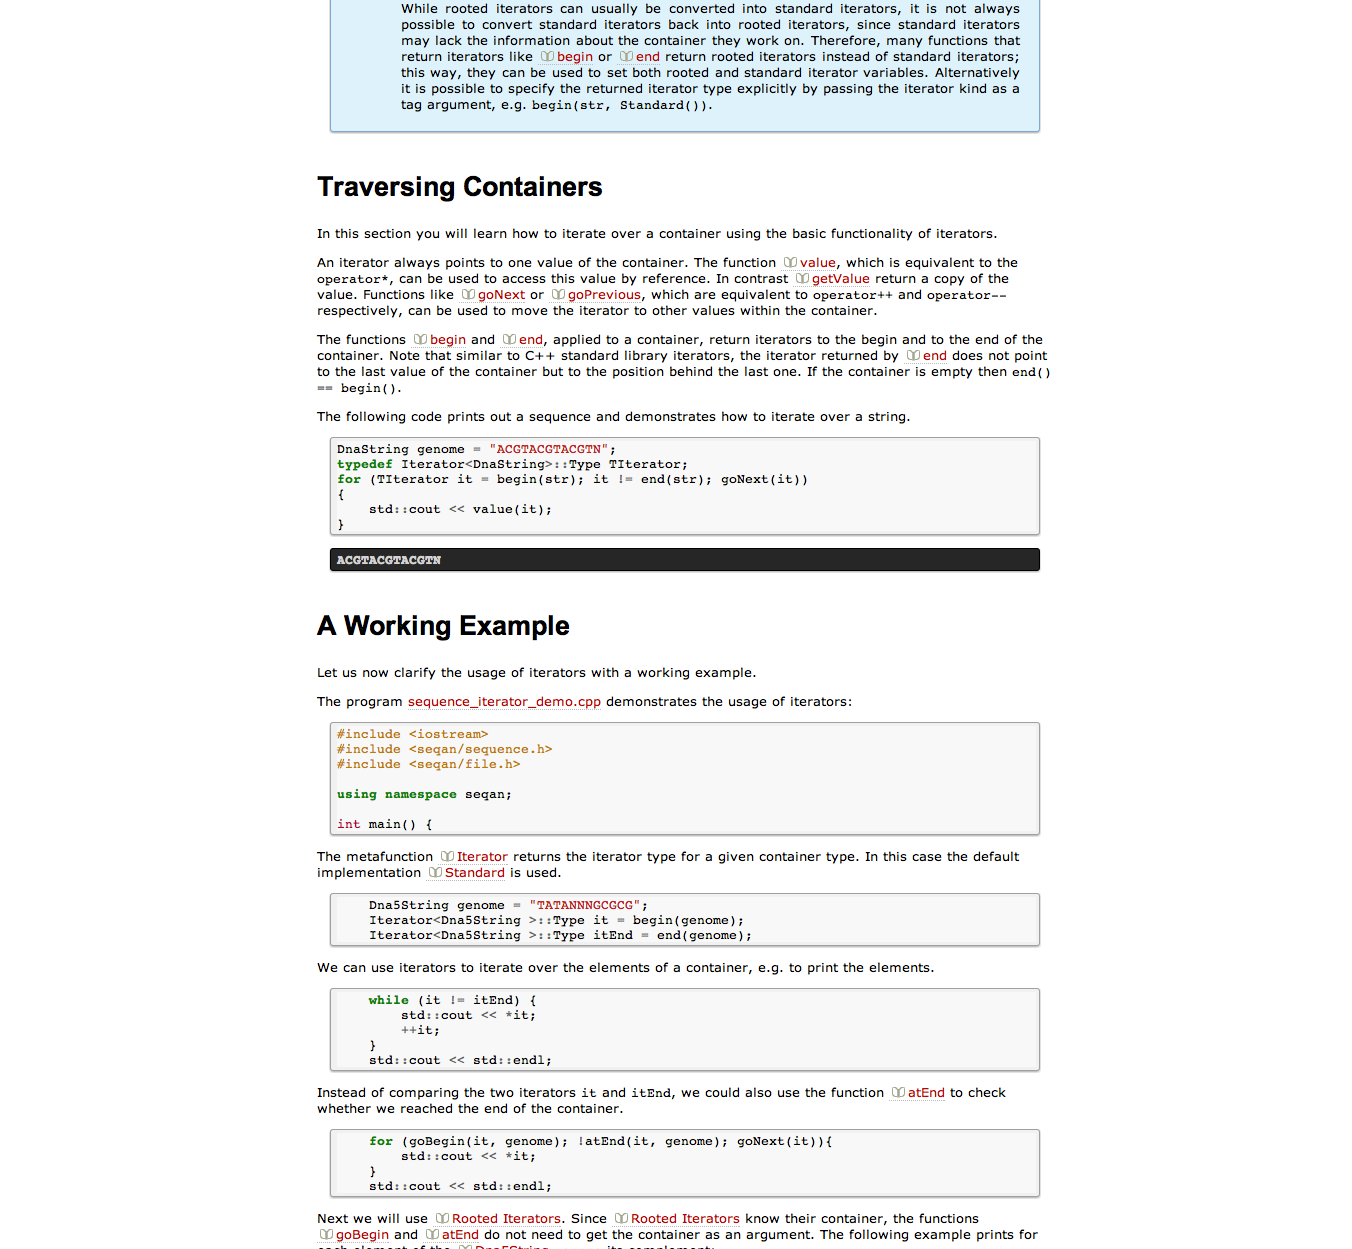 While rooted iterators can usually be converted into standard iterators, it is not always
possible to convert standard iterators back into rooted iterators, since standard iterators
may lack the information about the container they work on. Therefore, many functions that
return iterators like begin or end return rooted iterators instead of standard iterators;
this way, they can be used to set both rooted and standard iterator variables. Alternatively
it is possible to specify the returned iterator type explicitly by passing the iterator kind as a
tag argument, e.g. begin(str, Standard()).
Traversing Containers
In this section you will learn how to iterate over a container using the basic functionality of iterators.
An iterator always points to one value of the container. The function value, which is equivalent to the
operator*, can be used to access this value by reference. In contrast getValue return a copy of the
value. Functions like goNext or goPrevious, which are equivalent to operator++ and operator--
respectively, can be used to move the iterator to other values within the container.
The functions begin and end, applied to a container, return iterators to the begin and to the end of the
container. Note that similar to C++ standard library iterators, the iterator returned by end does not point
to the last value of the container but to the position behind the last one. If the container is empty then end()
== begin().
The following code prints out a sequence and demonstrates how to iterate over a string.
DnaString genome = "ACGTACGTACGTN";
typedef Iterator<DnaString>::Type TIterator;
for (TIterator it = begin(str); it != end(str); goNext(it))
{
    std::cout << value(it);
}
ACGTACGTACGTN
A Working Example
Let us now clarify the usage of iterators with a working example.
The program sequence_iterator_demo.cpp demonstrates the usage of iterators:
#include <iostream>
#include <seqan/sequence.h>
#include <seqan/file.h>
using namespace seqan;
int main() {
The metafunction Iterator returns the iterator type for a given container type. In this case the default
implementation Standard is used.
    Dna5String genome = "TATANNNGCGCG";
    Iterator<Dna5String >::Type it = begin(genome);
    Iterator<Dna5String >::Type itEnd = end(genome);
We can use iterators to iterate over the elements of a container, e.g. to print the elements.
    while (it != itEnd) {
        std::cout << *it;
        ++it;
    }
    std::cout << std::endl;
Instead of comparing the two iterators it and itEnd, we could also use the function atEnd to check
whether we reached the end of the container.
    for (goBegin(it, genome); !atEnd(it, genome); goNext(it)){
        std::cout << *it;
    }
    std::cout << std::endl;
Next we will use Rooted Iterators. Since Rooted Iterators know their container, the functions
goBegin and atEnd do not need to get the container as an argument. The following example prints for
each element of the Dna5String genome its complement: